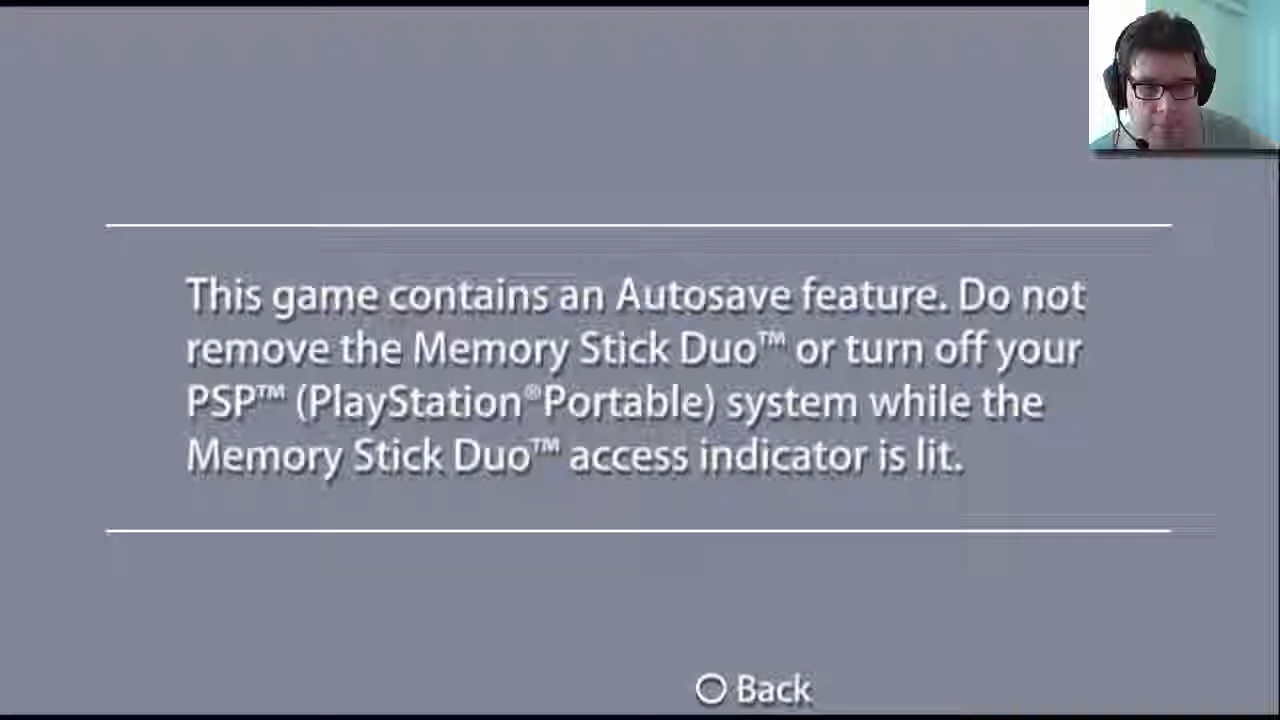 This game contains an Autosave feature. Do not
remove the Memory Stick Duo™ or turn off your
PSP™ (PlayStation®Portable) system while the
Memory Stick Duo™ access indicator is lit.
Back